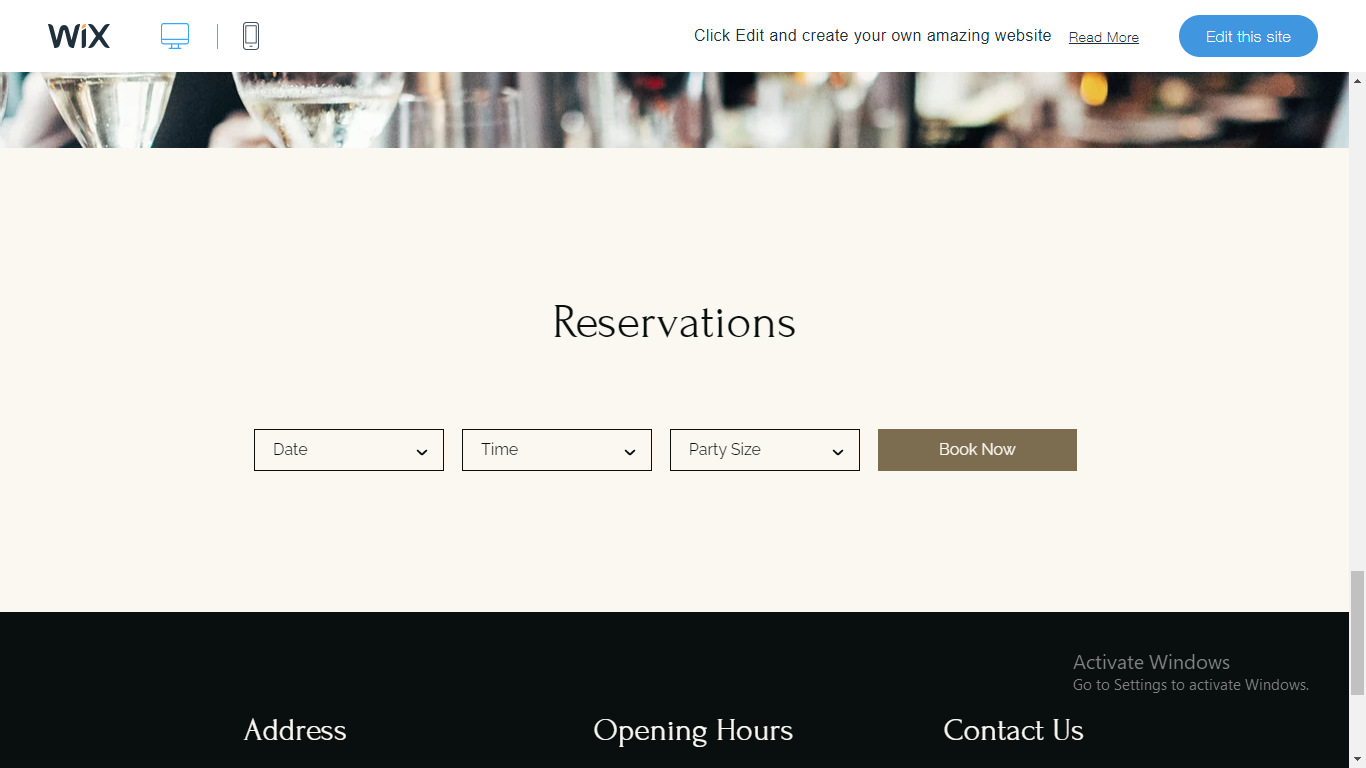 WiX
Click Edit and create your own amazing website Read More Edit this site
Reservations
Date Time Party Size Book Now
Activate Windows
Go to Settings to activate Windows.
Address Opening Hours Contact Us